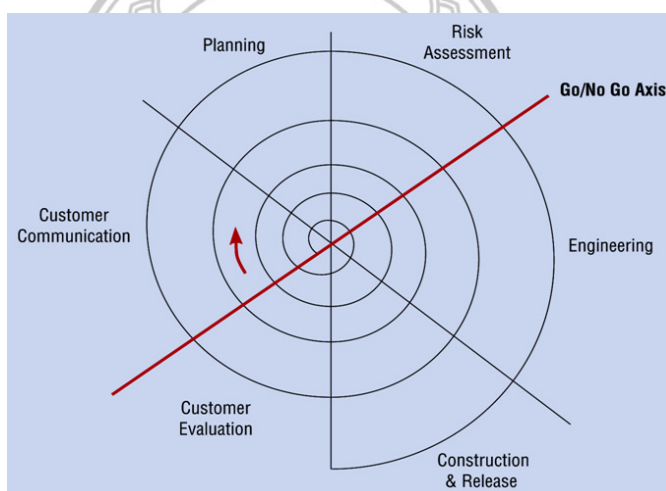 Planning
Risk
Assessment
Go/No Go Axis
Customer
Communication
Engineering
Customer
Evaluation
Construction
& Release